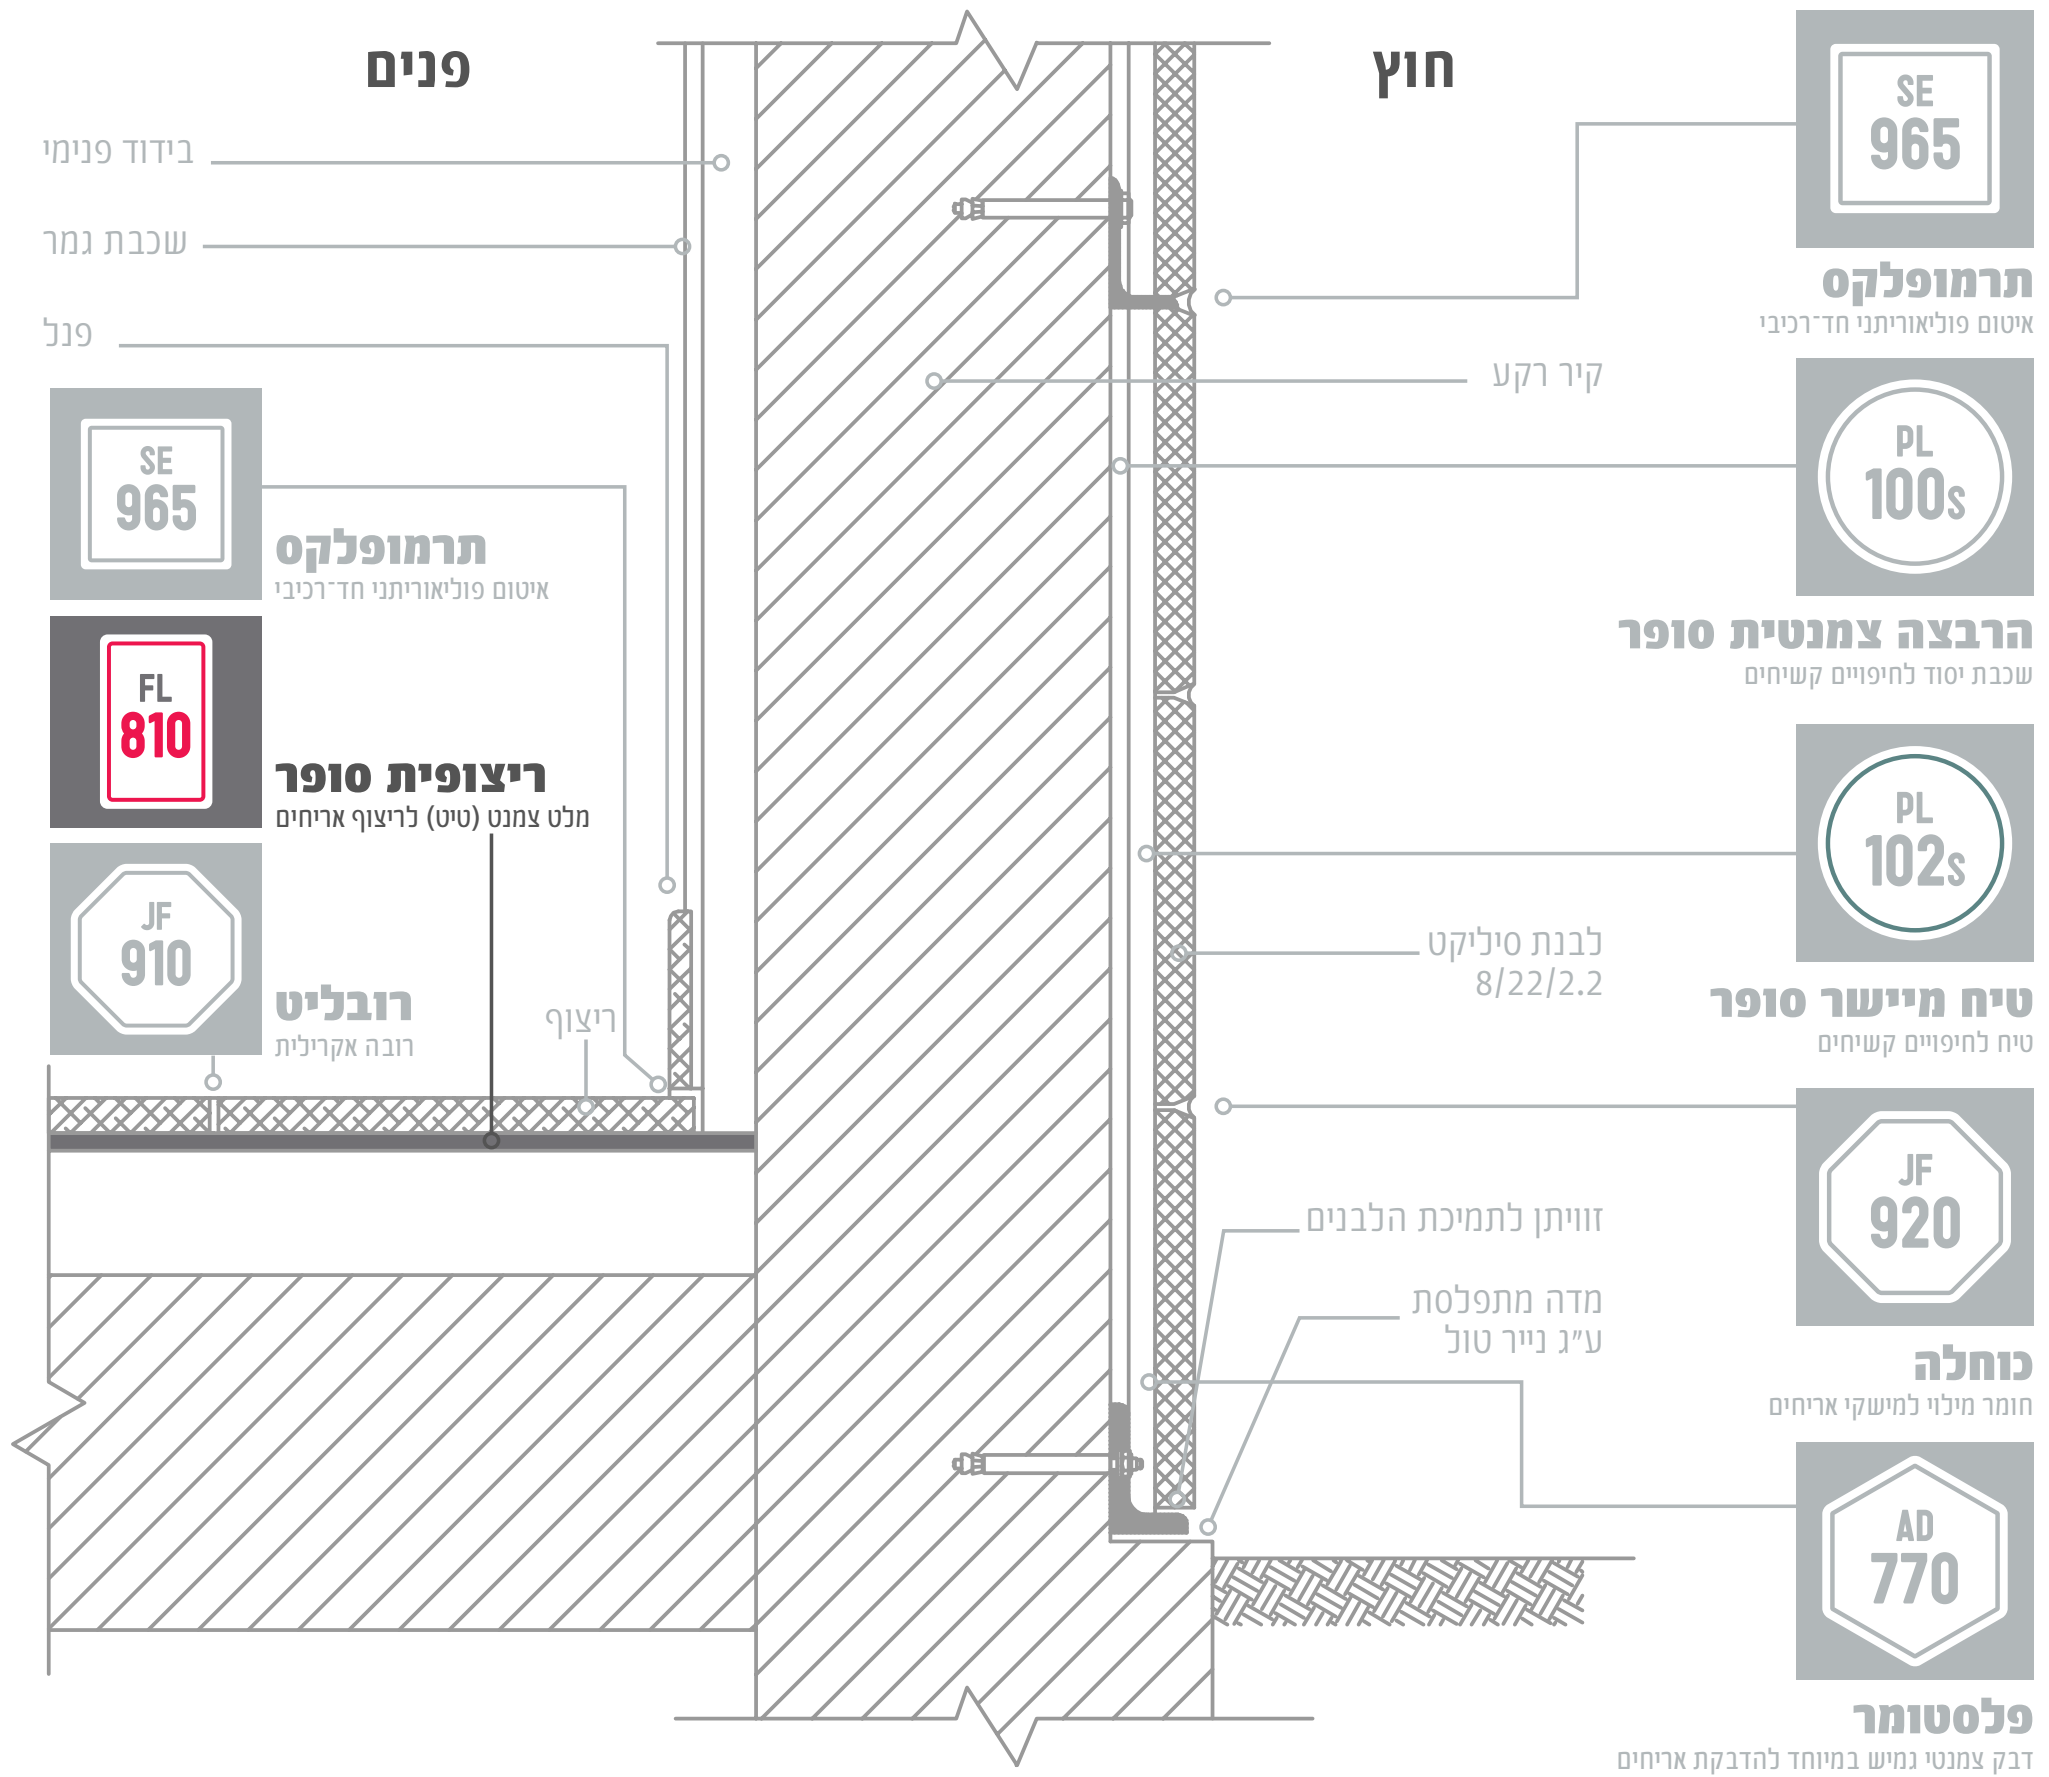 פנים
חוץ
בידוד פנימי
שכבת גמר
פנל
SE
965
תרמופלקס
איטום פוליאוריתני חד־רכיבי
FL
810
ריצופית סופר
מלט צמנט (טיט) לריצוף אריחים
JF
910
רובליט
רובה אקרילית
ריצוף
SE
965
תרמופלקס
איטום פוליאוריתני חד־רכיבי
קיר רקע
PL
100s
הרבצה צמנטית סופר
שכבת יסוד לחיפויים קשיחים
PL
102s
טיח מיישר סופר
טיח לחיפויים קשיחים
לבנת סיליקט
8/22/2.2
JF
920
כוחלה
חומר מילוי למישקי אריחים
זוויתן לתמיכת הלבנים
מדה מתפלסת
ע״ג נייר טול
AD
770
פלסטומר
דבק צמנטי גמיש במיוחד להדבקת אריחים